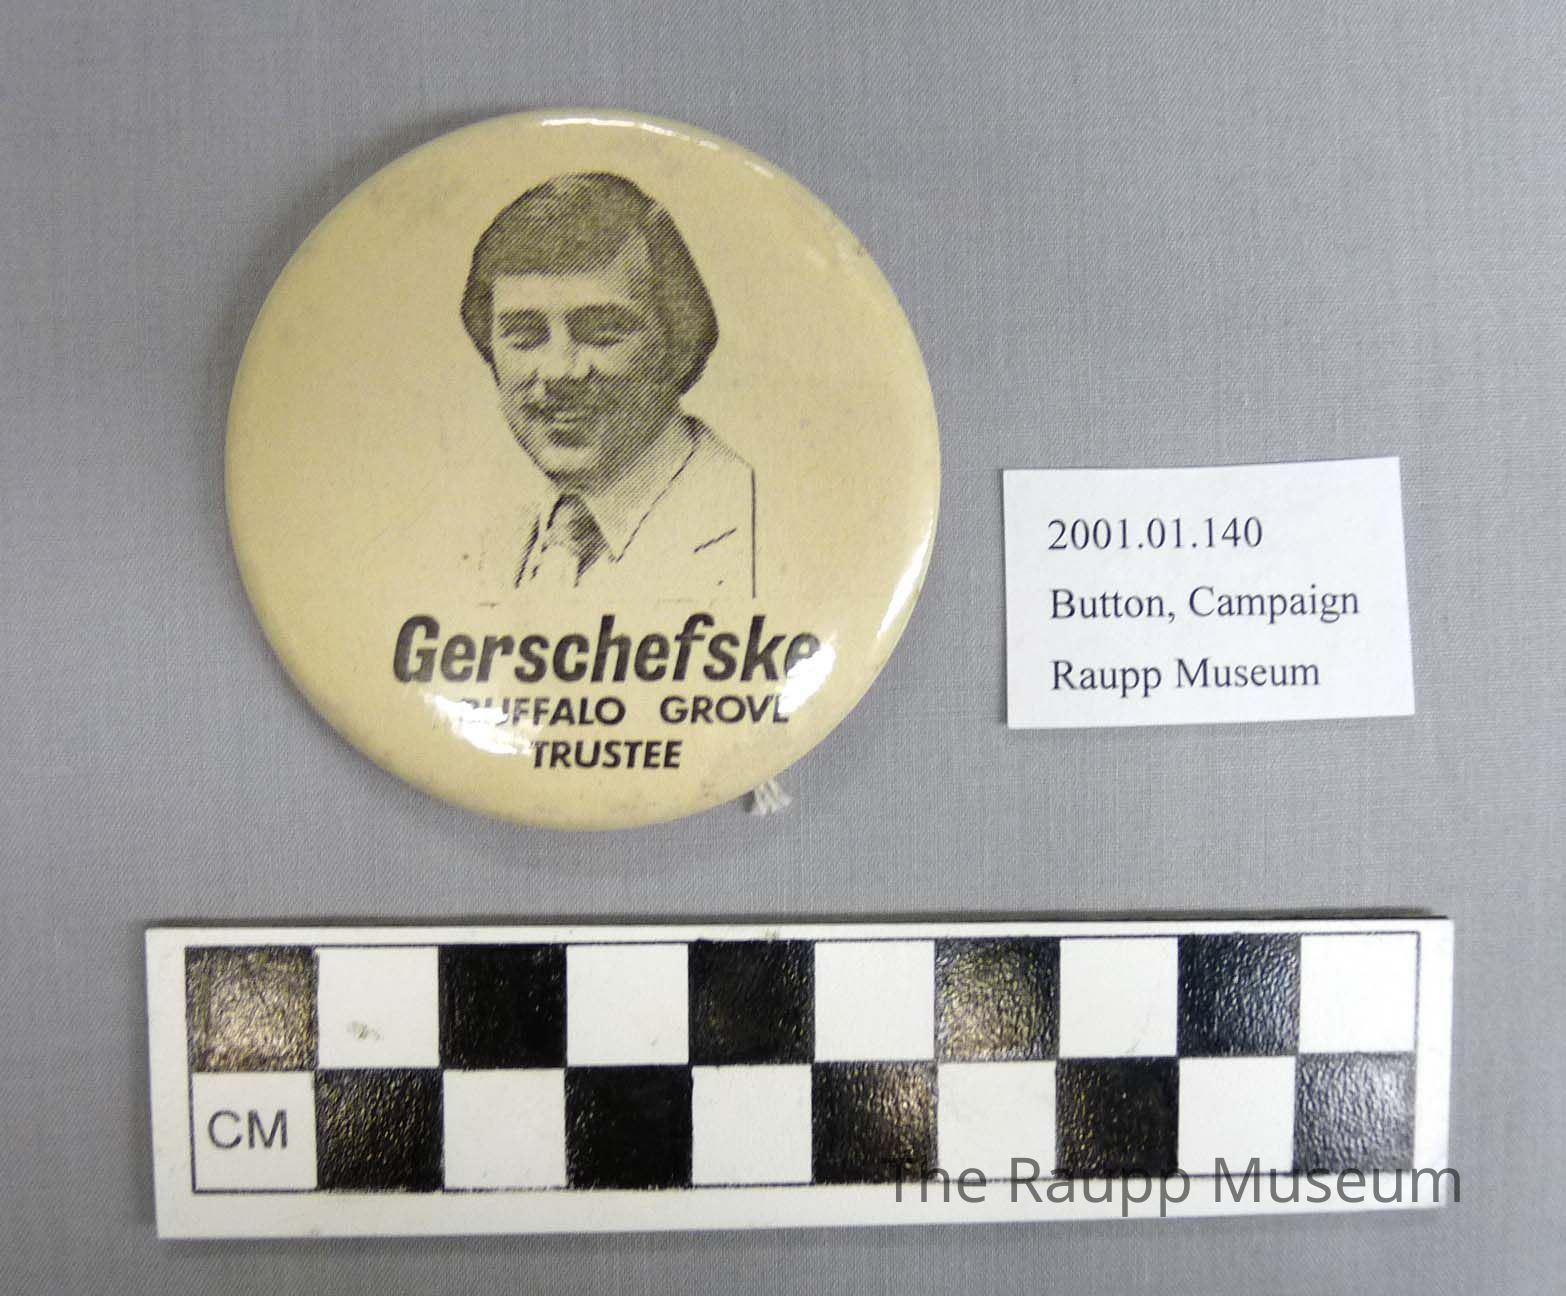 Gerschefske
BUFFALO GROVE
TRUSTEE
2001.01.140
Button, Campaign
Raupp Museum
CM
The Raupp Museum